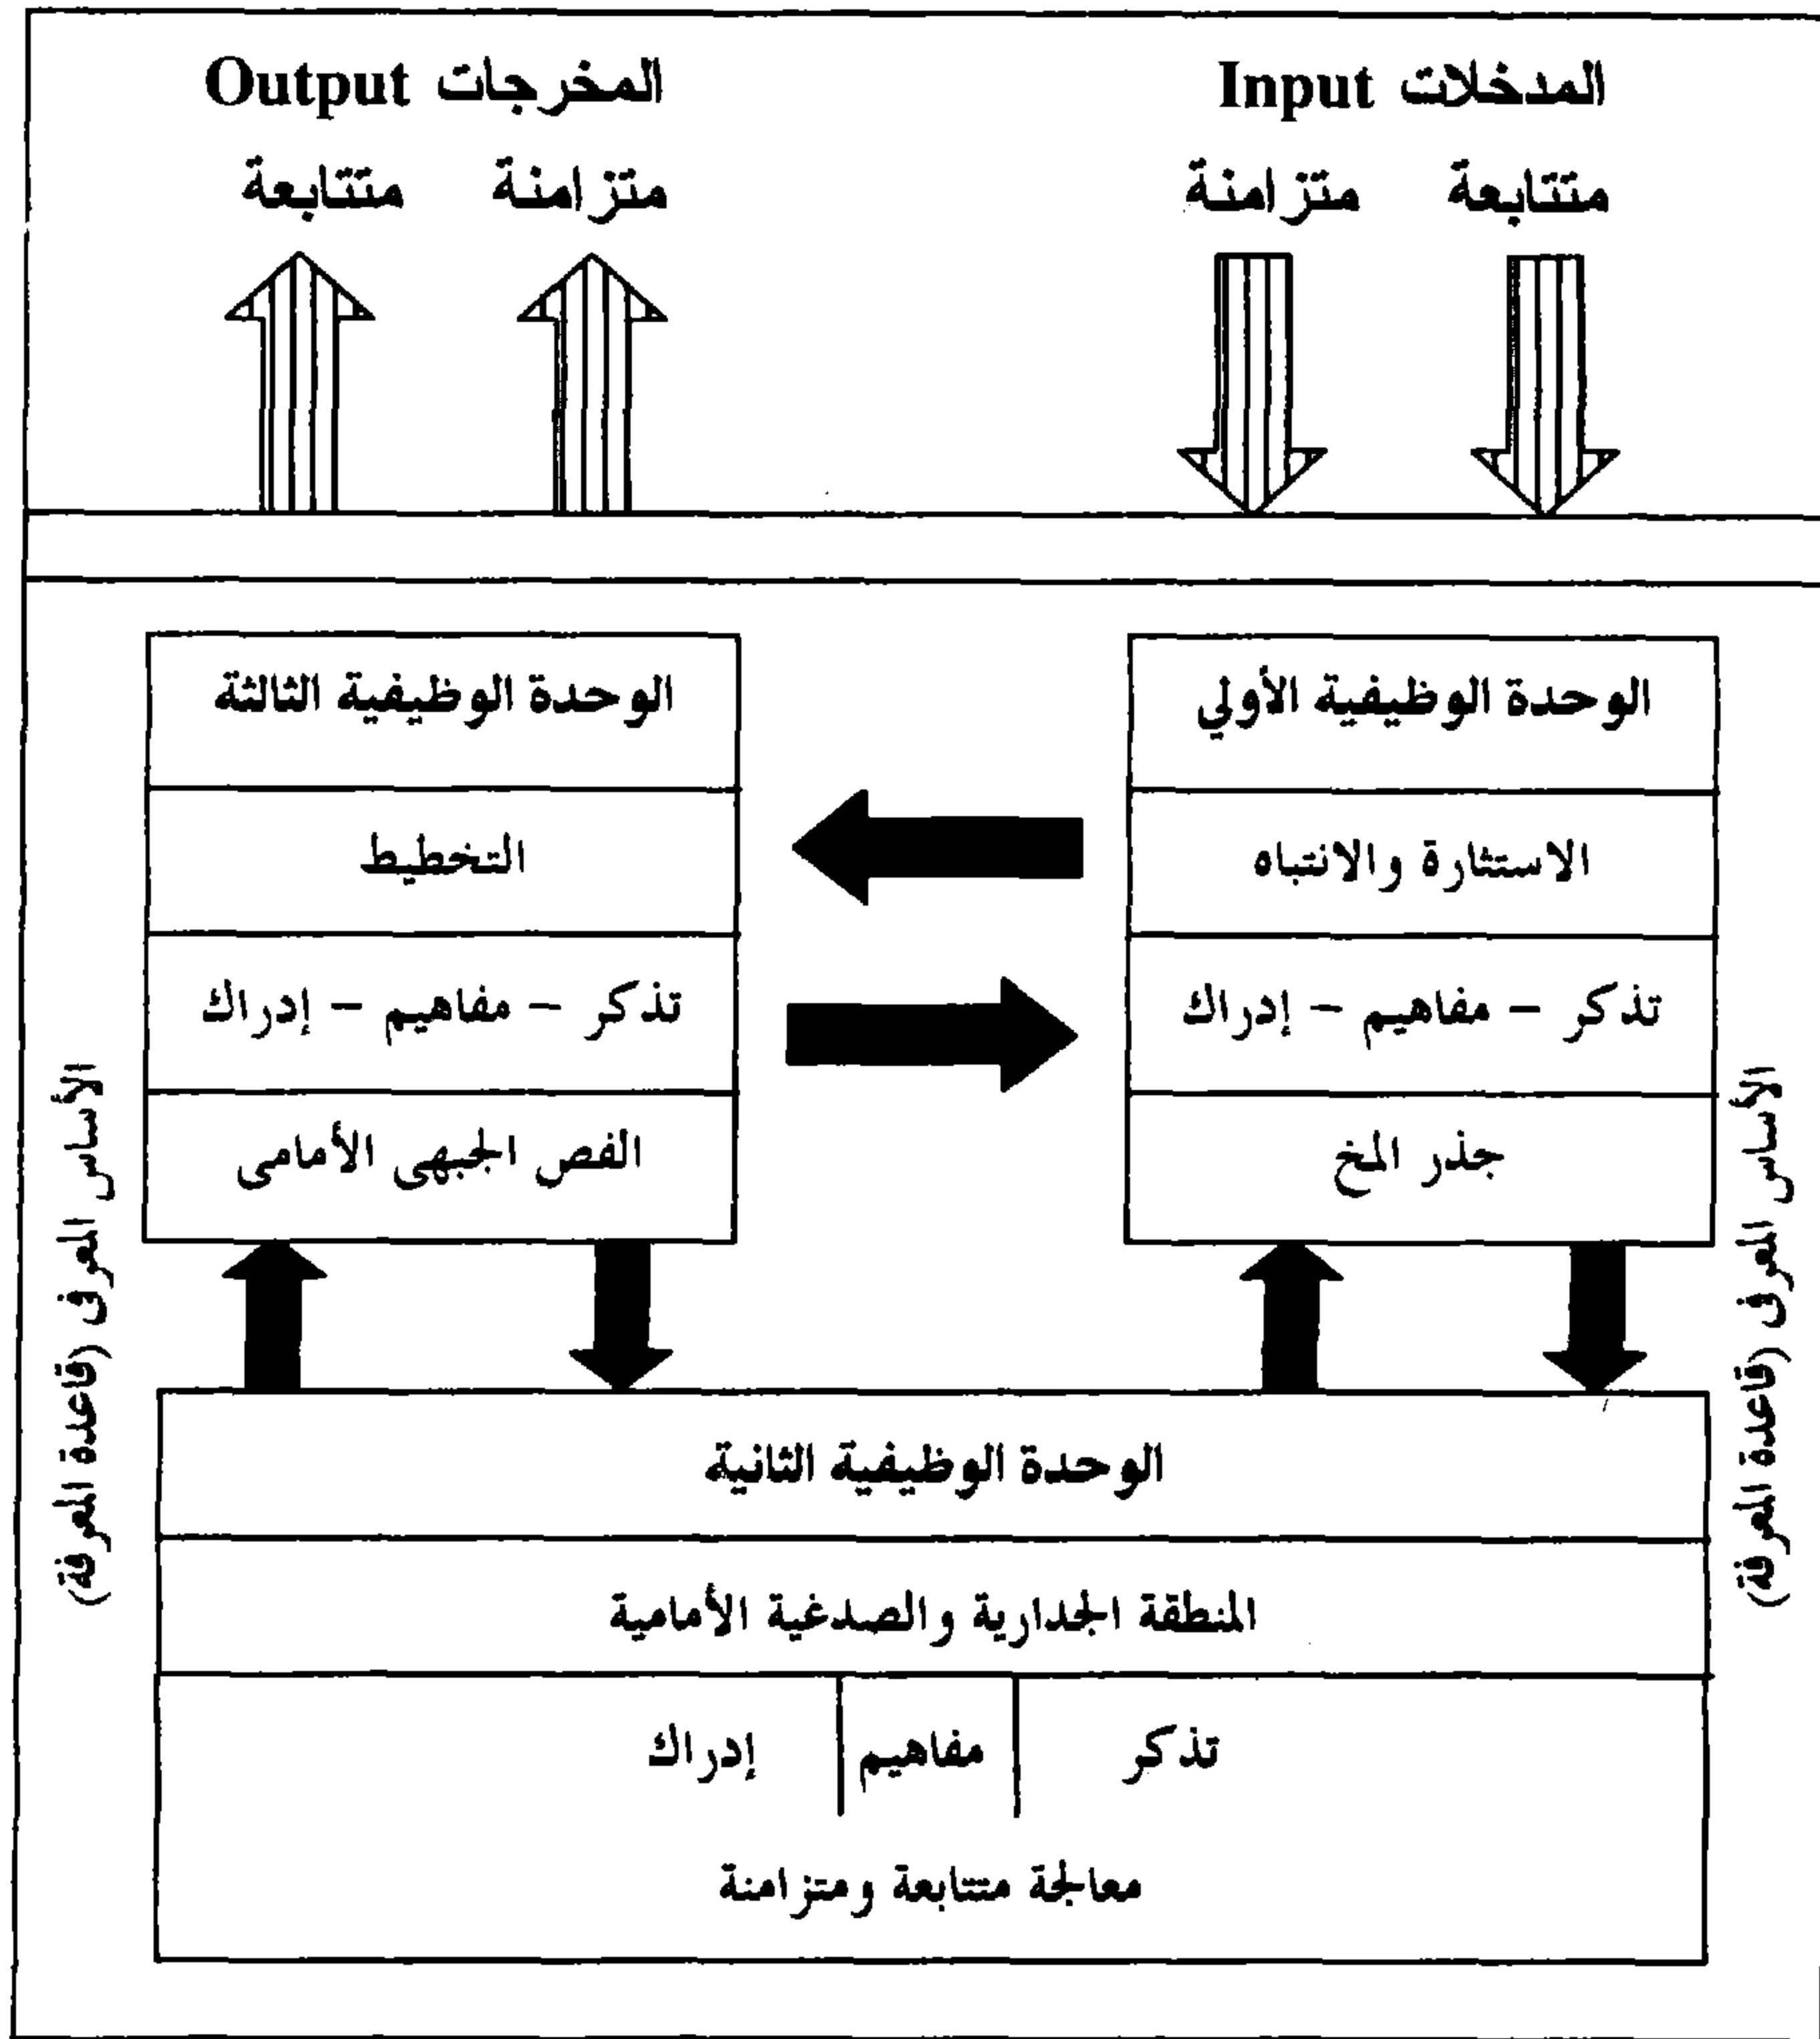 المدخلات Input
المخرجات Output
متتابعة متزامنة
متزامنة متتابعة
الوحدة الوظيفية الأولي
الاستثارة والانتباه
تذكر – مفاهيم – إدراك
جذر المخ
الوحدة الوظيفية الثالثة
التخطيط
تذكر – مفاهيم – إدراك
الفص الجبهى الأمامى
الأساس المعرفى (قاعدة المعرفة)
الأساس المعرفى (قاعدة المعرفة)
الوحدة الوظيفية الثانية
المنطقة الجدارية والصدغية الأمامية
تذكر مفاهيم إدراك
معالجة متتابعة ومتزامنة